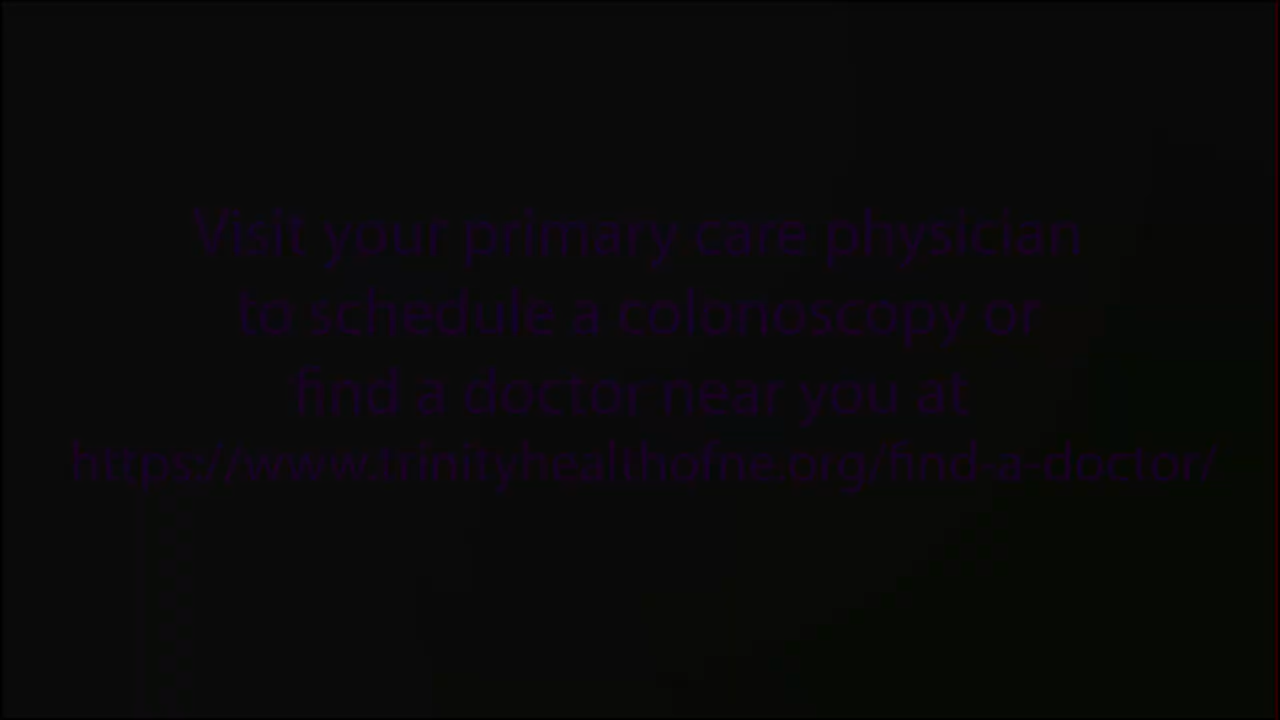 Visit your primary care physician
to schedule a colonoscopy or
find a doctor near you at
https://www.trinityhealthofne.org/find-a-doctor/